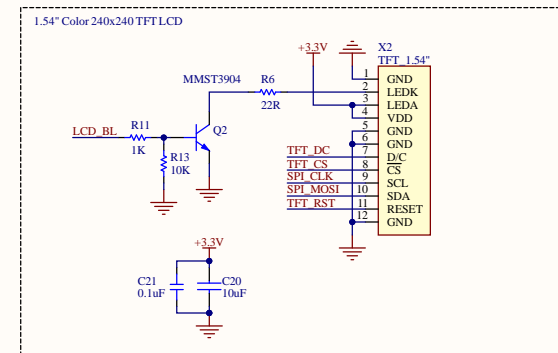 1.54" Color 240x240 TFT LCD
+3.3V
X2
TFT_1.54"
MMST3904
R6
22R
Q2
LCD_BL
R11
1K
R13
10K
1 GND
2 LEDK
3 LEDA
4 VDD
5 GND
6 GND
TFT_DC 7 D/C
TFT_CS 8 CS
SPI_CLK 9 SCL
SPI_MOSI 10 SDA
TFT_RST 11 RESET
12 GND
+3.3V
C21
0.1uF
C20
10uF